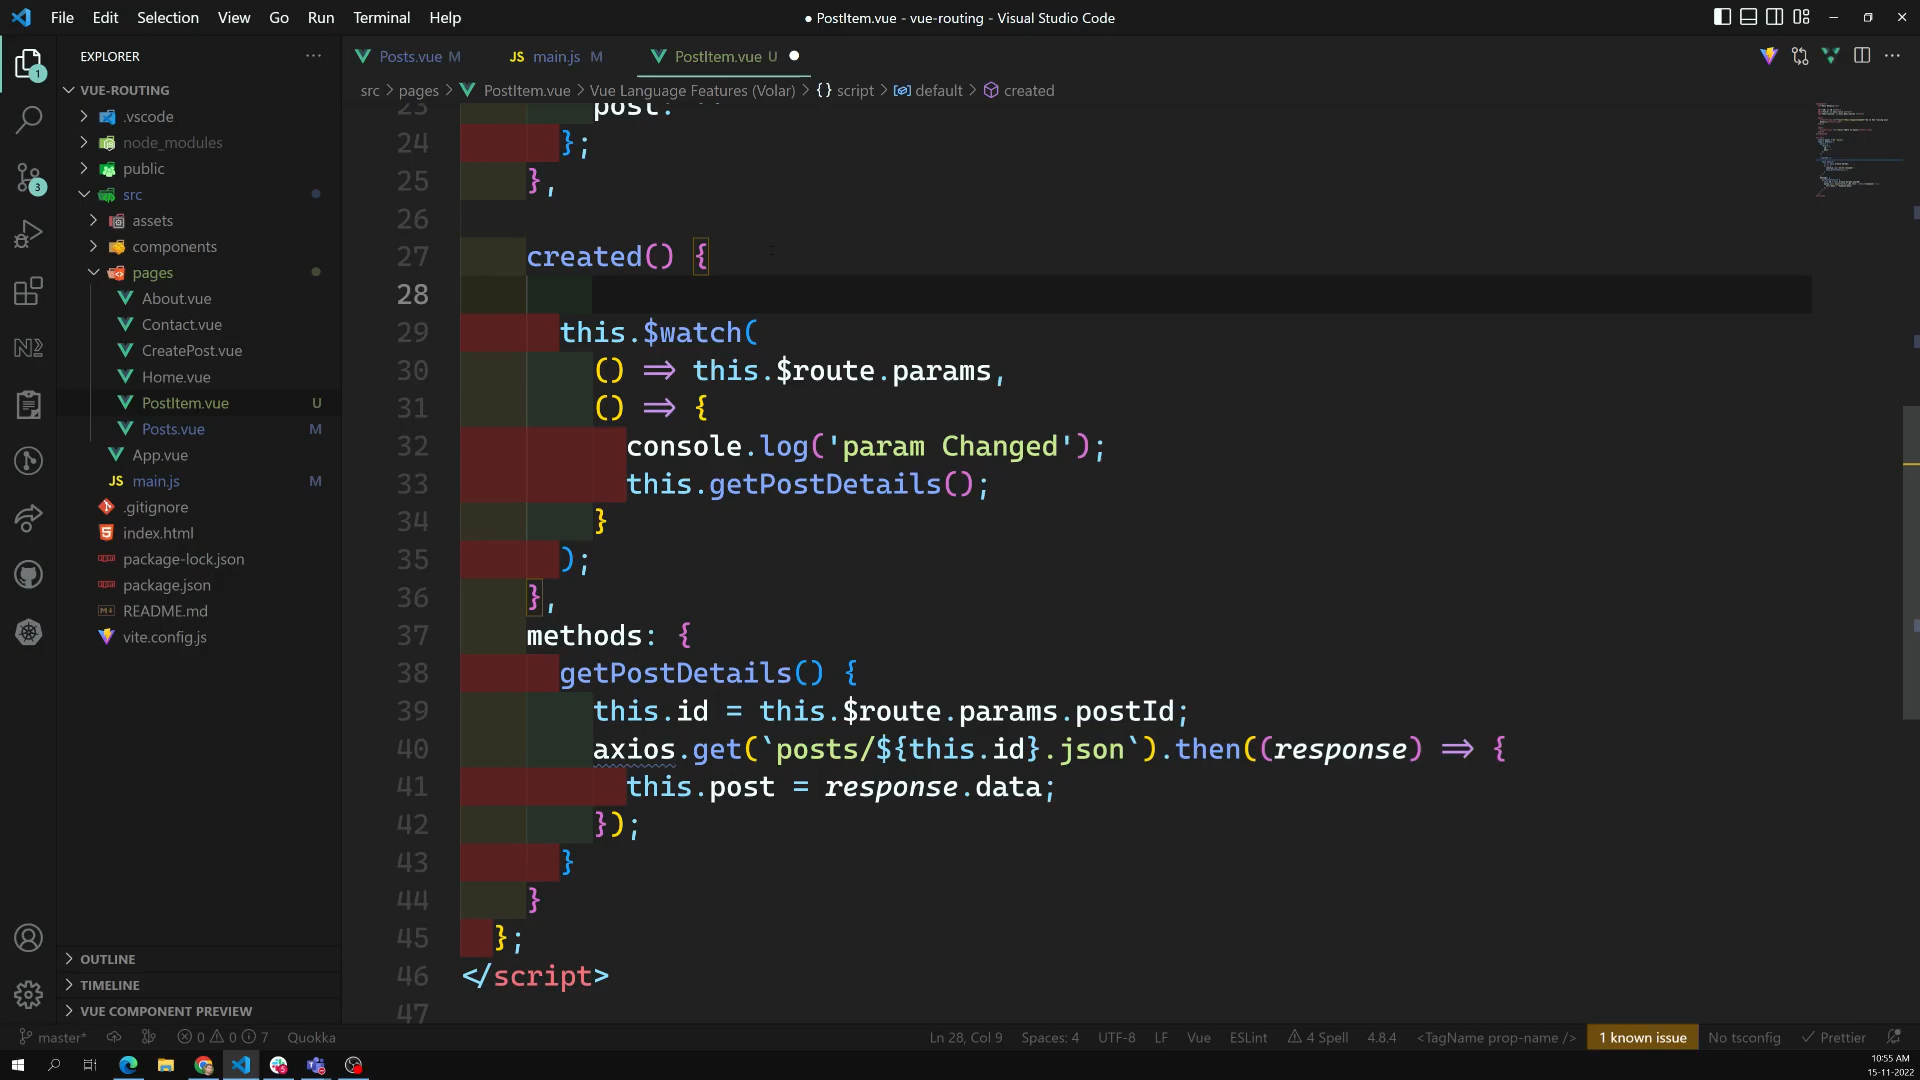 File Edit Selection View Go Run Terminal Help
● PostItem.vue - vue-routing - Visual Studio Code
EXPLORER
VUE-ROUTING
.vscode
node_modules
public
src
assets
components
pages
About.vue
Contact.vue
CreatePost.vue
Home.vue
PostItem.vue U
Posts.vue M
App.vue
JS main.js M
.gitignore
index.html
package-lock.json
package.json
README.md
vite.config.js
OUTLINE
TIMELINE
VUE COMPONENT PREVIEW
Posts.vue M JS main.js M PostItem.vue U ●
src > pages > PostItem.vue > Vue Language Features (Volar) > {} script > default > created
23 post: ''
24 };
25 },
26
27 created() {
28
29 this.$watch(
30 () => this.$route.params,
31 () => {
32 console.log('param Changed');
33 this.getPostDetails();
34 }
35 );
36 },
37 methods: {
38 getPostDetails() {
39 this.id = this.$route.params.postId;
40 axios.get(`posts/${this.id}.json`).then((response) => {
41 this.post = response.data;
42 });
43 }
44 }
45 };
46 </script>
47
1
3
master* 0 0 7 Quokka Ln 28, Col 9 Spaces: 4 UTF-8 LF Vue ESLint 4 Spell 4.8.4 <TagName prop-name /> 1 known issue No tsconfig Prettier
10:55 AM
15-11-2022